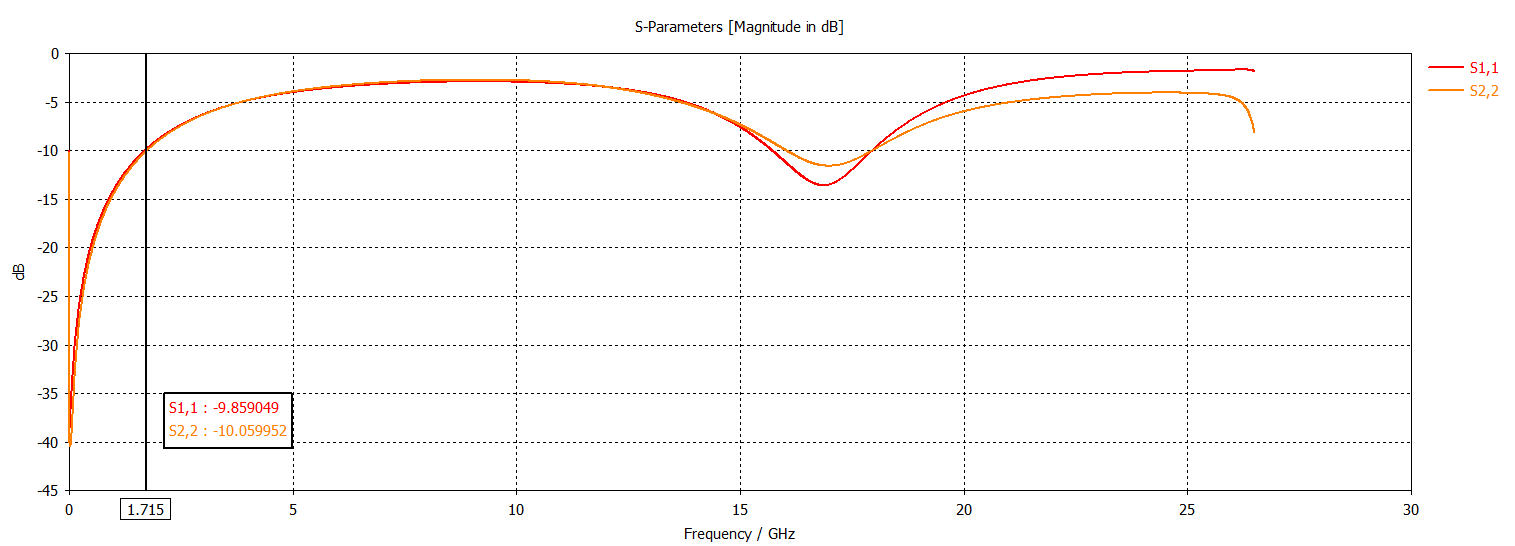 S-Parameters [Magnitude in dB]
0
-5
-10
-15
-20
-25
-30
-35
-40
-45
dB
S1,1
S2,2
S1,1 : -9.859049
S2,2 : -10.059952
0
1.715
5
10
15
20
25
30
Frequency / GHz